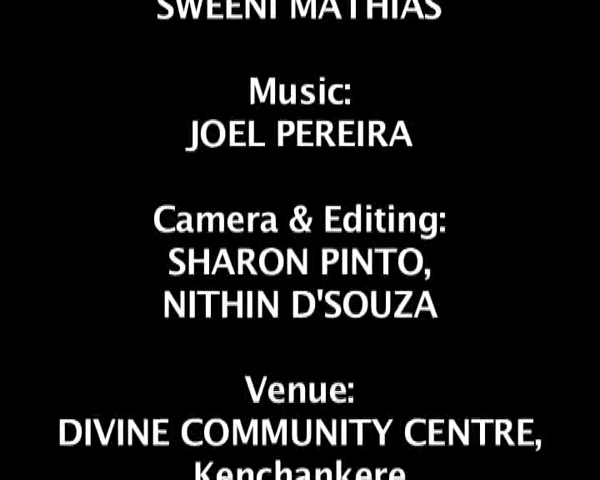 SWEENI MATHIAS
Music:
JOEL PEREIRA
Camera & Editing:
SHARON PINTO,
NITHIN D'SOUZA
Venue:
DIVINE COMMUNITY CENTRE,
Kenchankere